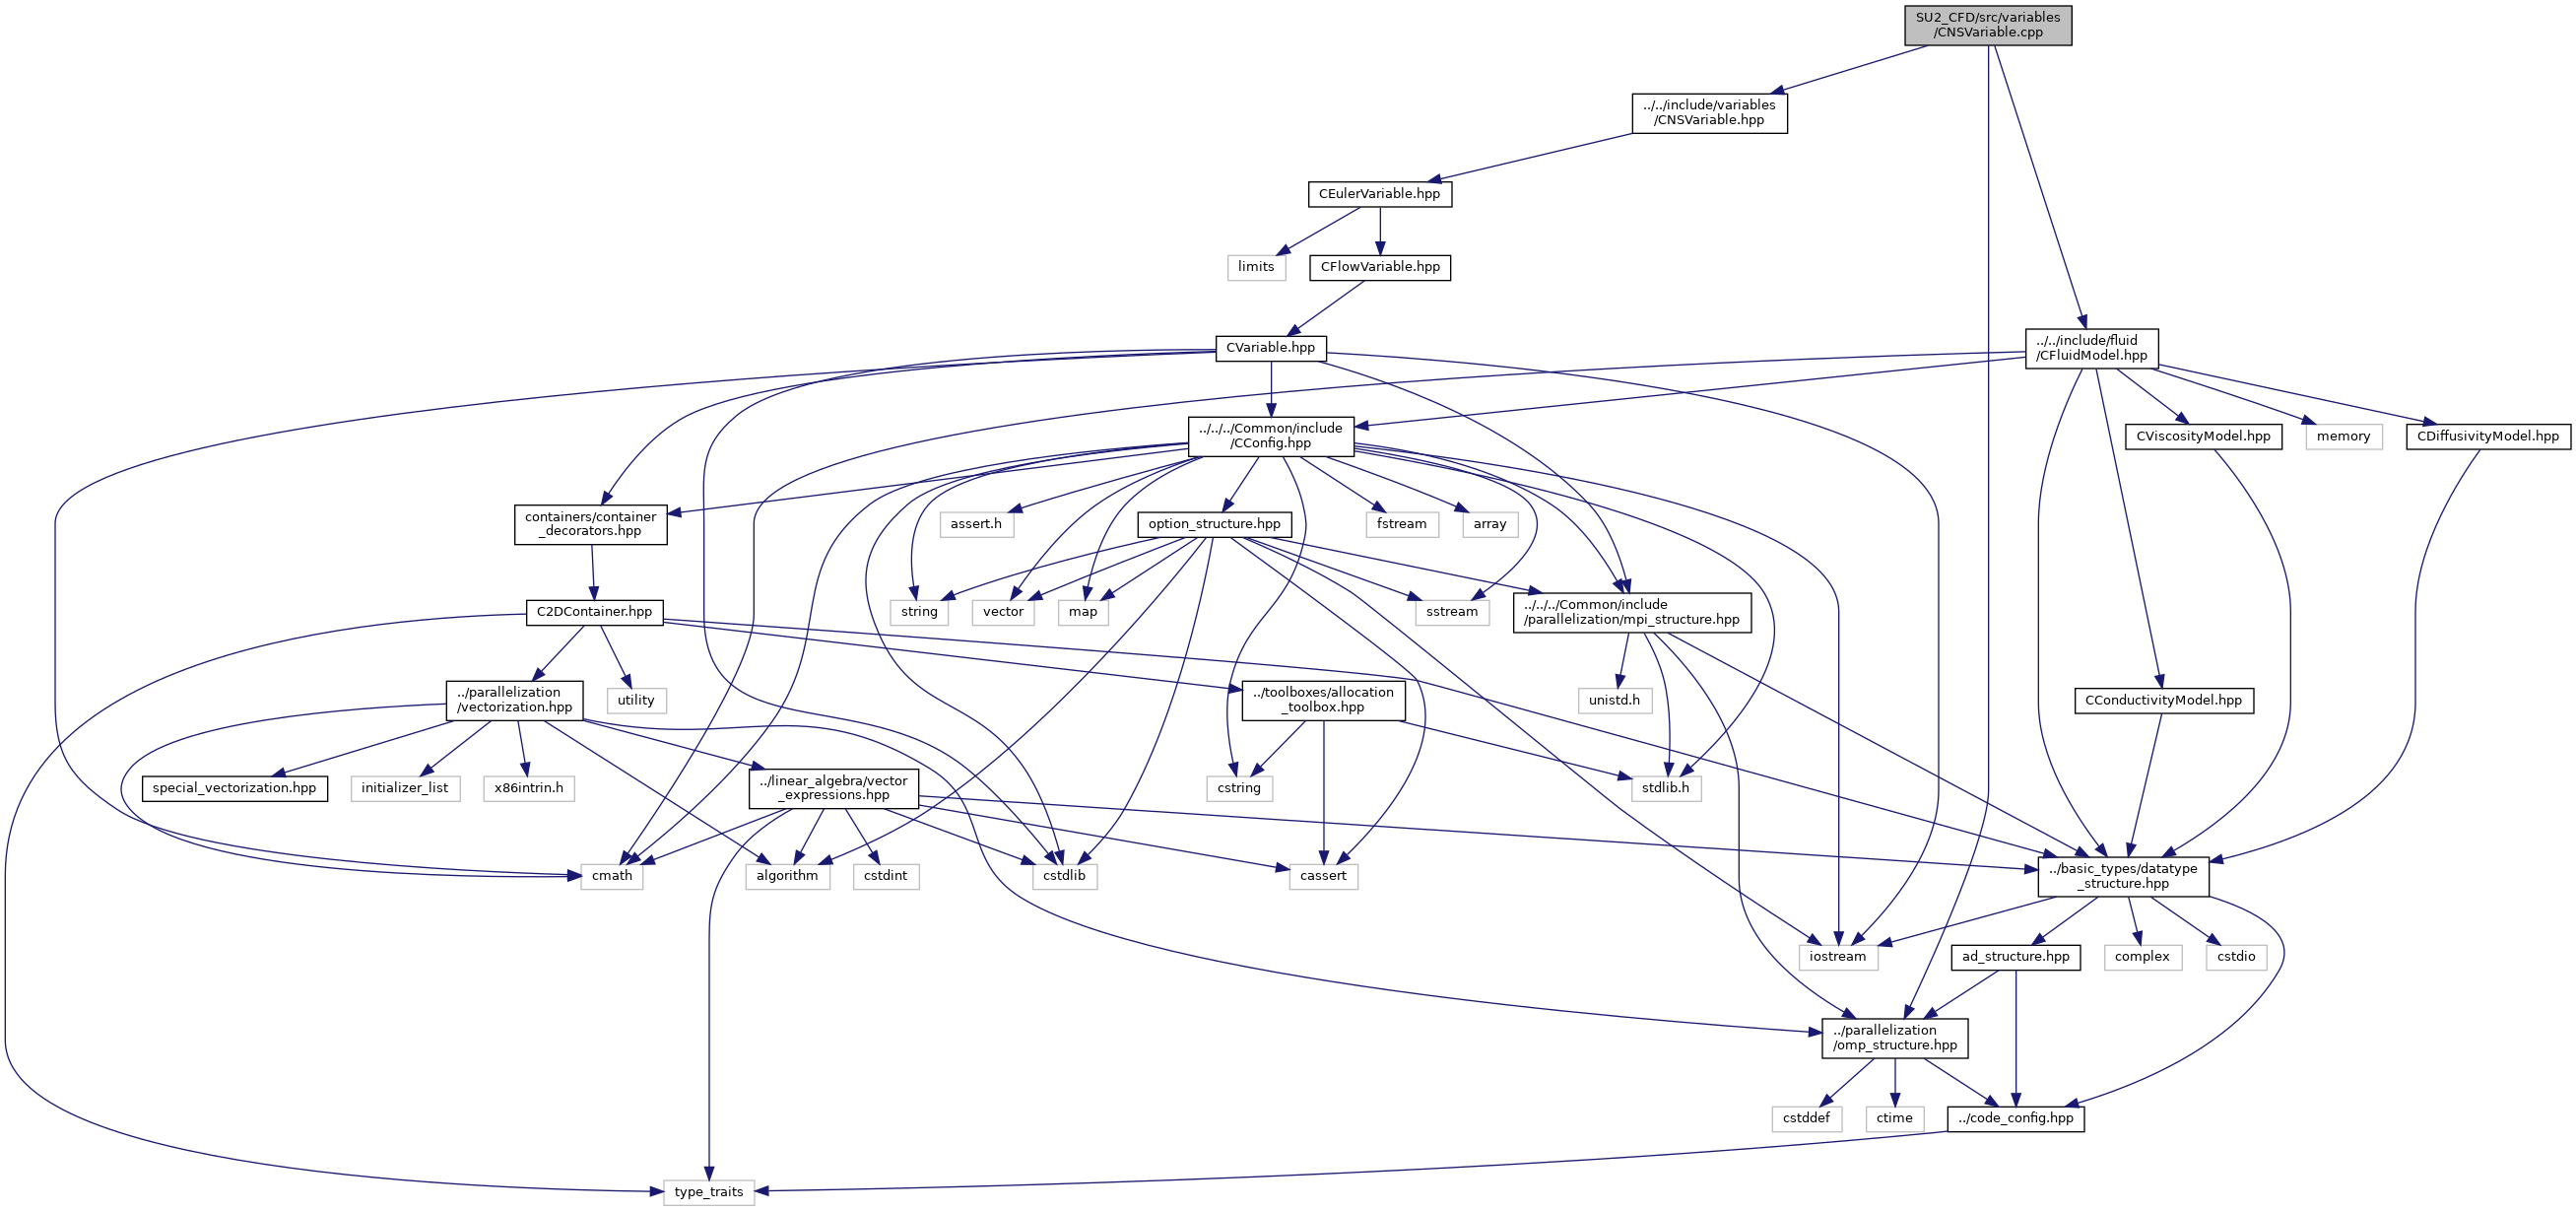 SU2_CFD/src/variables
/CNSVariable.cpp
../../include/variables
/CNSVariable.hpp
CEulerVariable.hpp
limits
CFlowVariable.hpp
CVariable.hpp
../../include/fluid
/CFluidModel.hpp
../../../Common/include
/CConfig.hpp
CViscosityModel.hpp
memory
CDiffusivityModel.hpp
containers/container
_decorators.hpp
assert.h
option_structure.hpp
fstream
array
C2DContainer.hpp
string
vector
map
sstream
../../../Common/include
/parallelization/mpi_structure.hpp
../parallelization
/vectorization.hpp
utility
../toolboxes/allocation
_toolbox.hpp
unistd.h
CConductivityModel.hpp
special_vectorization.hpp
initializer_list
x86intrin.h
../linear_algebra/vector
_expressions.hpp
cstring
stdlib.h
cmath
algorithm
cstdint
cstdlib
cassert
../basic_types/datatype
_structure.hpp
iostream
ad_structure.hpp
complex
cstdio
../parallelization
/omp_structure.hpp
cstddef
ctime
../code_config.hpp
type_traits